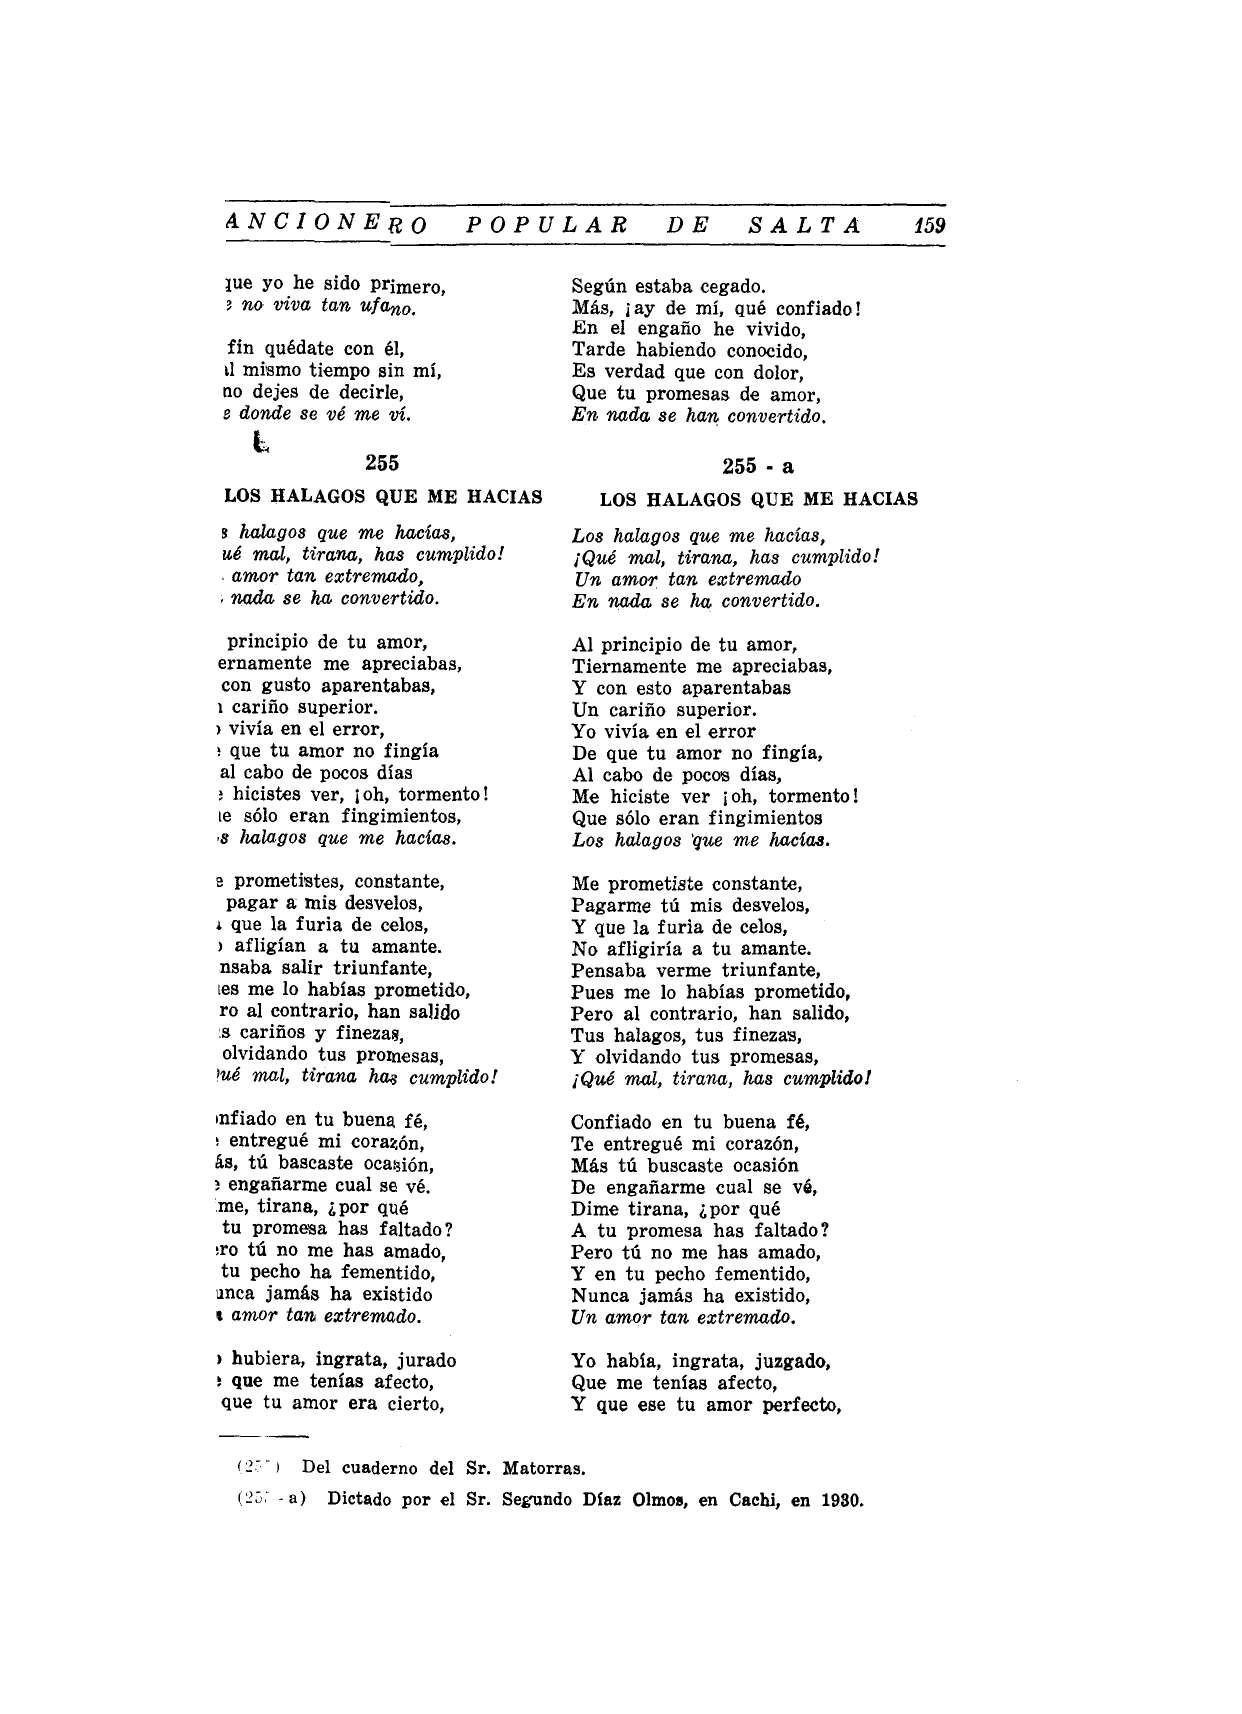 ANCIONERO POPULAR DE SALTA 159
que yo he sido primero,
no viva tan ufano.
fin quédate con él,
al mismo tiempo sin mí,
no dejes de decirle,
donde se vé me ví.
255
LOS HALAGOS QUE ME HACIAS
s halagos que me hacías,
ué mal, tirana, has cumplido!
amor tan extremado,
nada se ha convertido.
principio de tu amor,
ernamente me apreciabas,
con gusto aparentabas,
cariño superior.
vivía en el error,
que tu amor no fingía
al cabo de pocos días
hicistes ver, ¡oh, tormento!
e sólo eran fingimientos,
s halagos que me hacías.
prometistes, constante,
pagar a mis desvelos,
que la furia de celos,
afligían a tu amante.
nsaba salir triunfante,
es me lo habías prometido,
ro al contrario, han salido
s cariños y finezas,
olvidando tus promesas,
ué mal, tirana has cumplido!
nfiado en tu buena fé,
entregué mi corazón,
ás, tú bascaste ocasión,
engañarme cual se vé.
me, tirana, ¿por qué
tu promesa has faltado?
ro tú no me has amado,
tu pecho ha fementido,
unca jamás ha existido
amor tan extremado.
hubiera, ingrata, jurado
que me tenías afecto,
que tu amor era cierto,
Según estaba cegado.
Más, ¡ay de mí, qué confiado!
En el engaño he vivido,
Tarde habiendo conocido,
Es verdad que con dolor,
Que tu promesas de amor,
En nada se han convertido.
255 - a
LOS HALAGOS QUE ME HACIAS
Los halagos que me hacías,
¡Qué mal, tirana, has cumplido!
Un amor tan extremado
En nada se ha convertido.
Al principio de tu amor,
Tiernamente me apreciabas,
Y con esto aparentabas
Un cariño superior.
Yo vivía en el error
De que tu amor no fingía,
Al cabo de pocos días,
Me hiciste ver ¡oh, tormento!
Que sólo eran fingimientos
Los halagos que me hacías.
Me prometiste constante,
Pagarme tú mis desvelos,
Y que la furia de celos,
No afligiría a tu amante.
Pensaba verme triunfante,
Pues me lo habías prometido,
Pero al contrario, han salido,
Tus halagos, tus finezas,
Y olvidando tus promesas,
¡Qué mal, tirana, has cumplido!
Confiado en tu buena fé,
Te entregué mi corazón,
Más tú buscaste ocasión
De engañarme cual se vé,
Dime tirana, ¿por qué
A tu promesa has faltado?
Pero tú no me has amado,
Y en tu pecho fementido,
Nunca jamás ha existido,
Un amor tan extremado.
Yo había, ingrata, juzgado,
Que me tenías afecto,
Y que ese tu amor perfecto,
(255) Del cuaderno del Sr. Matorras.
(255 - a) Dictado por el Sr. Segundo Díaz Olmos, en Cachi, en 1930.